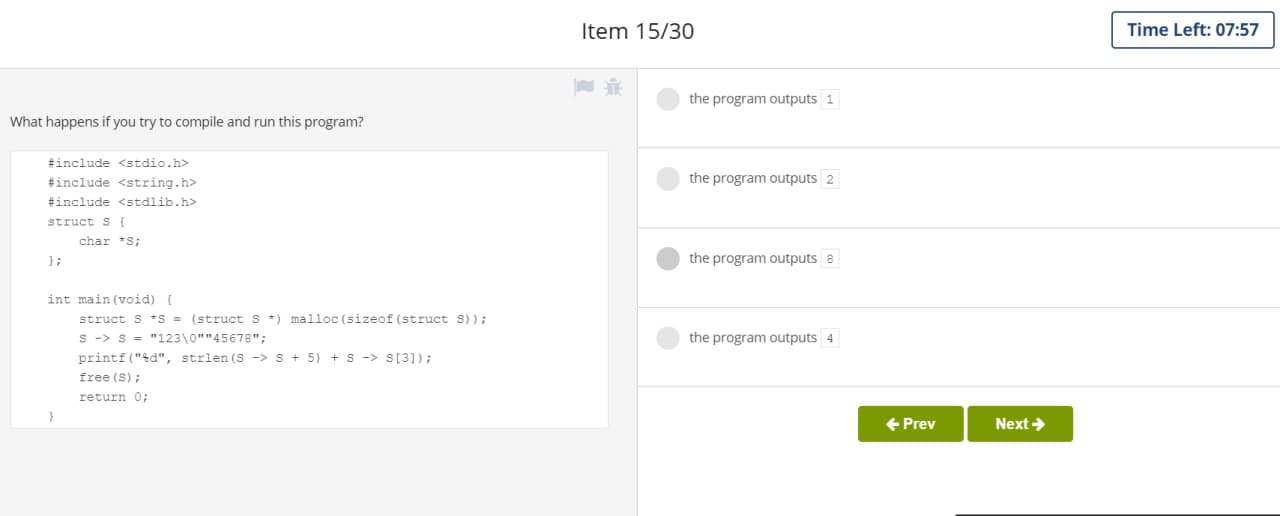 Item 15/30
Time Left: 07:57
What happens if you try to compile and run this program?
#include <stdio.h>
#include <string.h>
#include <stdlib.h>
struct S {
    char *S;
};
int main(void) {
    struct S *S = (struct S *) malloc(sizeof(struct S));
    S -> S = "123\0""45678";
    printf("%d", strlen(S -> S + 5) + S -> S[3]);
    free(S);
    return 0;
}
the program outputs 1
the program outputs 2
the program outputs 8
the program outputs 4
Prev
Next